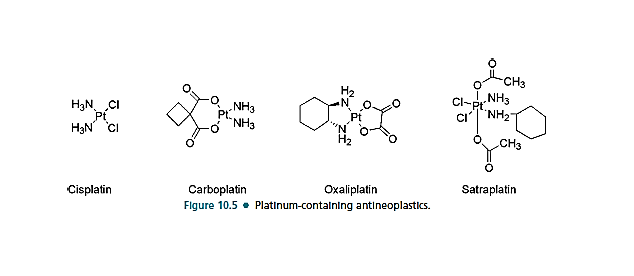 H3N Cl
Pt
H3N Cl
O
O
Pt NH3
O NH3
O
H2
N O O
Pt
N O O
H2
O
O CH3
Cl Pt NH3
Cl NH2
O CH3
O
Cisplatin Carboplatin Oxaliplatin Satraplatin
Figure 10.5 • Platinum-containing antineoplastics.